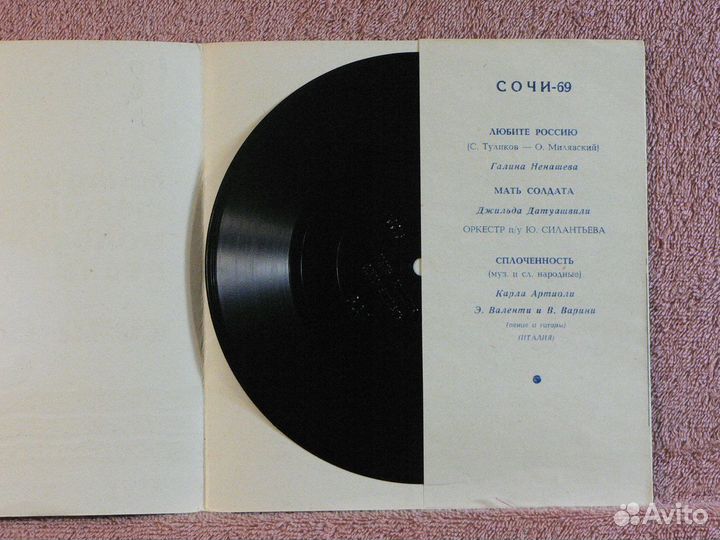 СОЧИ-69
ЛЮБИТЕ РОССИЮ
(С. Туликов — О. Милявский)
Галина Ненашева
МАТЬ СОЛДАТА
Джильда Датуашвили
ОРКЕСТР п/у Ю. СИЛАНТЬЕВА
СПЛОЧЕННОСТЬ
(муз. и сл. народные)
Карла Артиоли
Э. Валенти и В. Варини
(пение и гитары)
(ИТАЛИЯ)
Avito